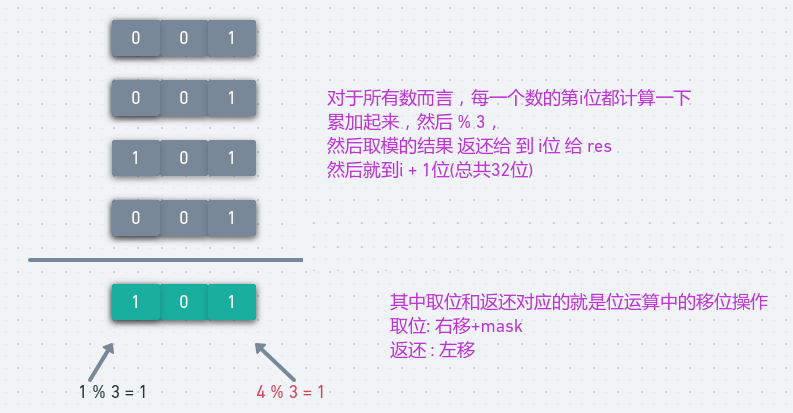 0 0 1
0 0 1
对于所有数而言，每一个数的第i位都计算一下
累加起来，然后 % 3，
1 0 1
然后取模的结果 返还给 到 i位 给 res
然后就到i + 1位(总共32位)
0 0 1
1 0 1
其中取位和返还对应的就是位运算中的移位操作
取位: 右移+mask
返还 : 左移
1 % 3 = 1
4 % 3 = 1